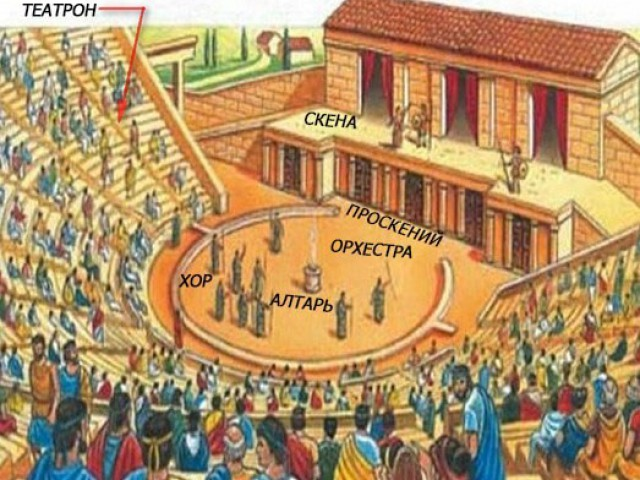 ТЕАТРОН
СКЕНА
ПРОСКЕНИЙ
ОРХЕСТРА
ХОР
АЛТАРЬ